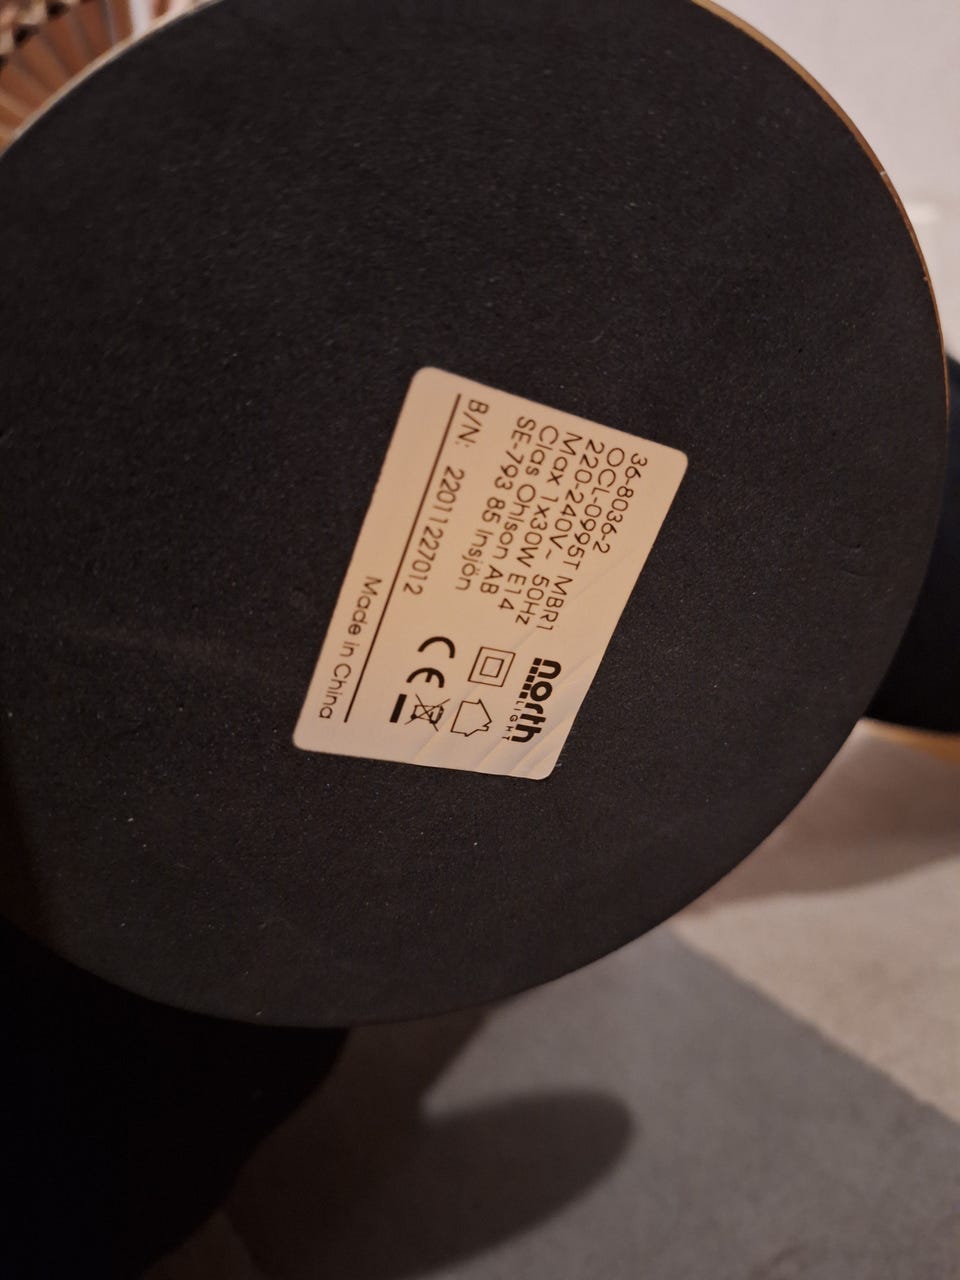 36-8036-2
OCL-0995T MBR1
220-240V~ 50Hz
Max 1x30W E14
Clas Ohlson AB
SE-793 85 Insjön
north
LIGHT
CE
B/N: 22011227012
Made in China